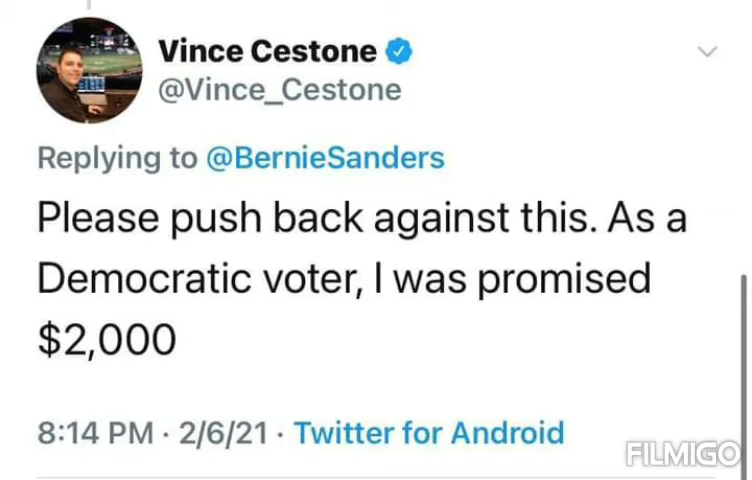 Vince Cestone
@Vince_Cestone
Replying to @BernieSanders
Please push back against this. As a
Democratic voter, I was promised
$2,000
8:14 PM · 2/6/21 · Twitter for Android
FILMIGO